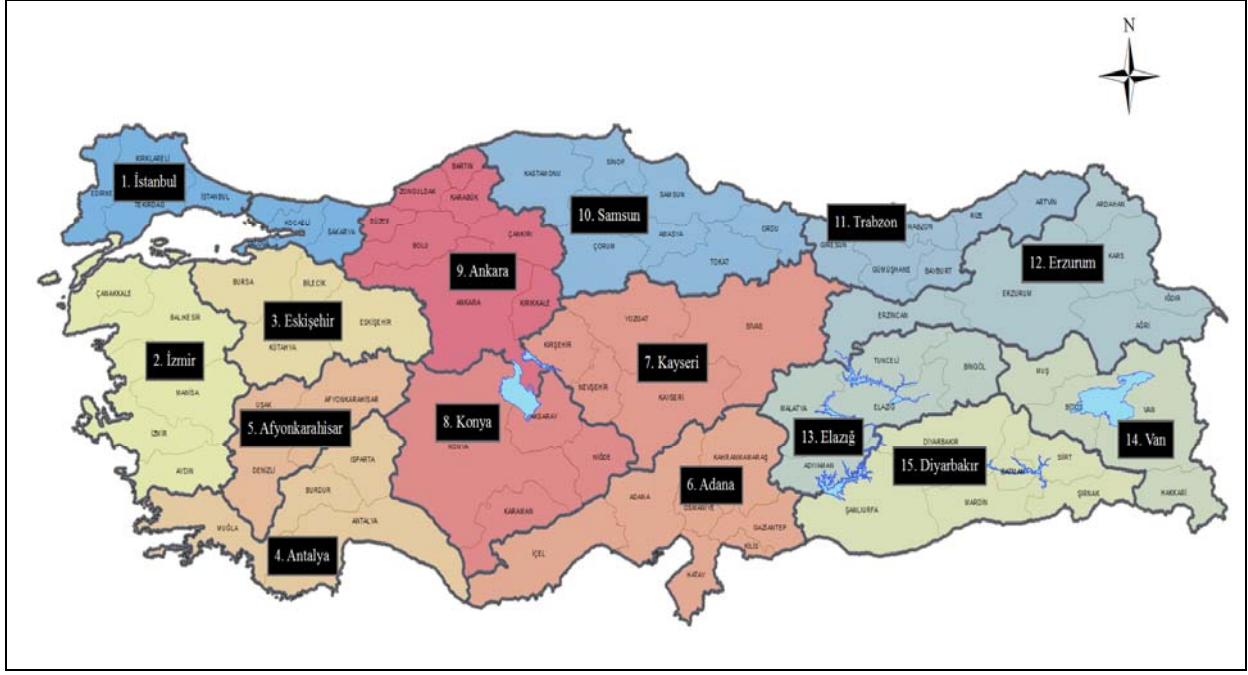 N
KIRKLARELİ
1. İstanbul
EDİRNE
İSTANBUL
TEKİRDAĞ
KOCAELİ
SAKARYA
BARTIN
ZONGULDAK
KARABÜK
DÜZCE
BOLU
ÇANKIRI
9. Ankara
ANKARA
KIRIKKALE
KASTAMONU
SİNOP
SAMSUN
10. Samsun
ORDU
ÇORUM
AMASYA
TOKAT
11. Trabzon
TRABZON
RİZE
ARTVİN
GİRESUN
GÜMÜŞHANE
BAYBURT
ARDAHAN
KARS
12. Erzurum
ERZURUM
IĞDIR
ERZİNCAN
AĞRI
ÇANAKKALE
BALIKESİR
2. İzmir
MANİSA
İZMİR
AYDIN
BURSA
BİLECİK
3. Eskişehir
ESKİŞEHİR
KÜTAHYA
UŞAK
AFYONKARAHİSAR
5. Afyonkarahisar
DENİZLİ
ISPARTA
BURDUR
MUĞLA
ANTALYA
4. Antalya
8. Konya
AKSARAY
KONYA
NİĞDE
KARAMAN
YOZGAT
SİVAS
KIRŞEHİR
7. Kayseri
NEVŞEHİR
KAYSERİ
KAHRAMANMARAŞ
6. Adana
ADANA
OSMANİYE
GAZİANTEP
KİLİS
İÇEL
HATAY
TUNCELİ
BİNGÖL
MALATYA
ELAZIĞ
13. Elazığ
ADIYAMAN
MUŞ
VAN
14. Van
HAKKARİ
DİYARBAKIR
15. Diyarbakır
SİİRT
BATMAN
MARDİN
ŞIRNAK
ŞANLIURFA